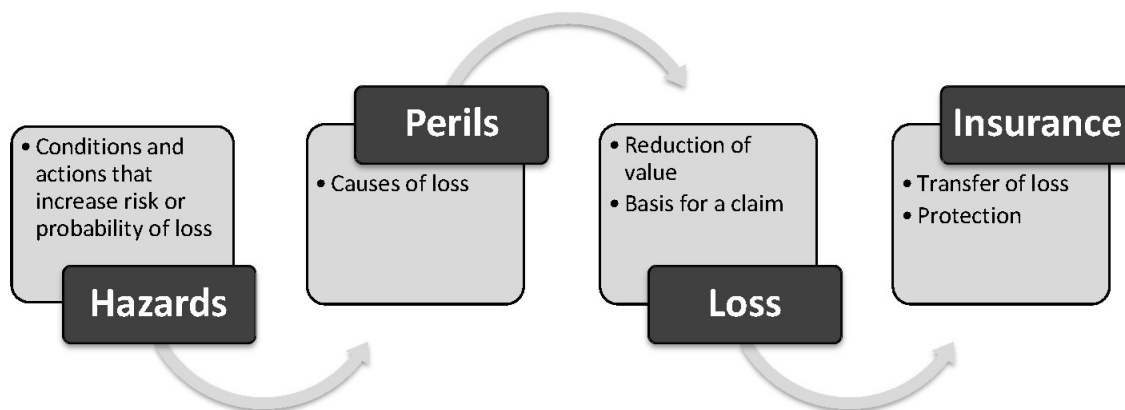 • Conditions and
actions that
increase risk or
probability of loss
Hazards
Perils
• Causes of loss
• Reduction of
value
• Basis for a claim
Loss
Insurance
• Transfer of loss
• Protection